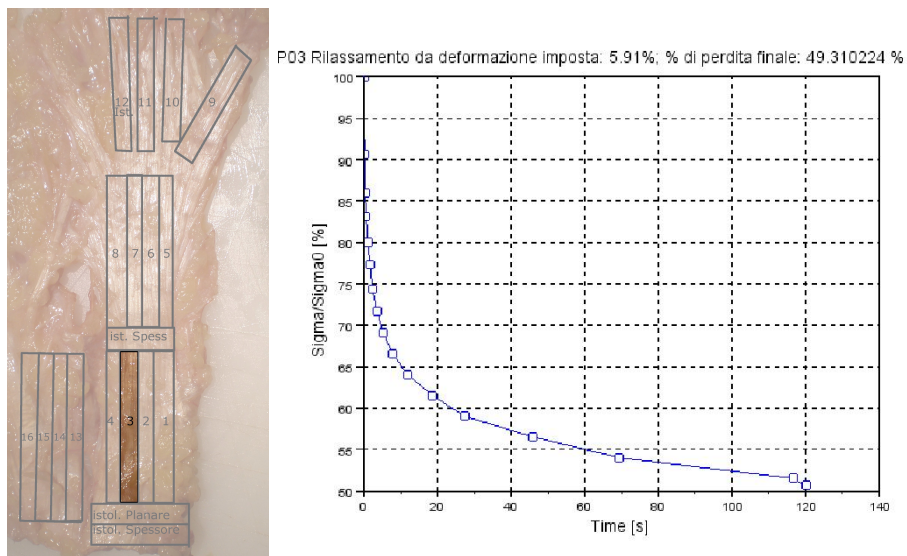 12 11 10 9
Ist.
8 7 6 5
ist. Spess
4 3 2 1
16 15 14 13
istol. Planare
istol. Spessore
P03 Rilassamento da deformazione imposta: 5.91%; % di perdita finale: 49.310224 %
Sigma/Sigma0 [%]
100
95
90
85
80
75
70
65
60
55
50
0 20 40 60 80 100 120 140
Time [s]